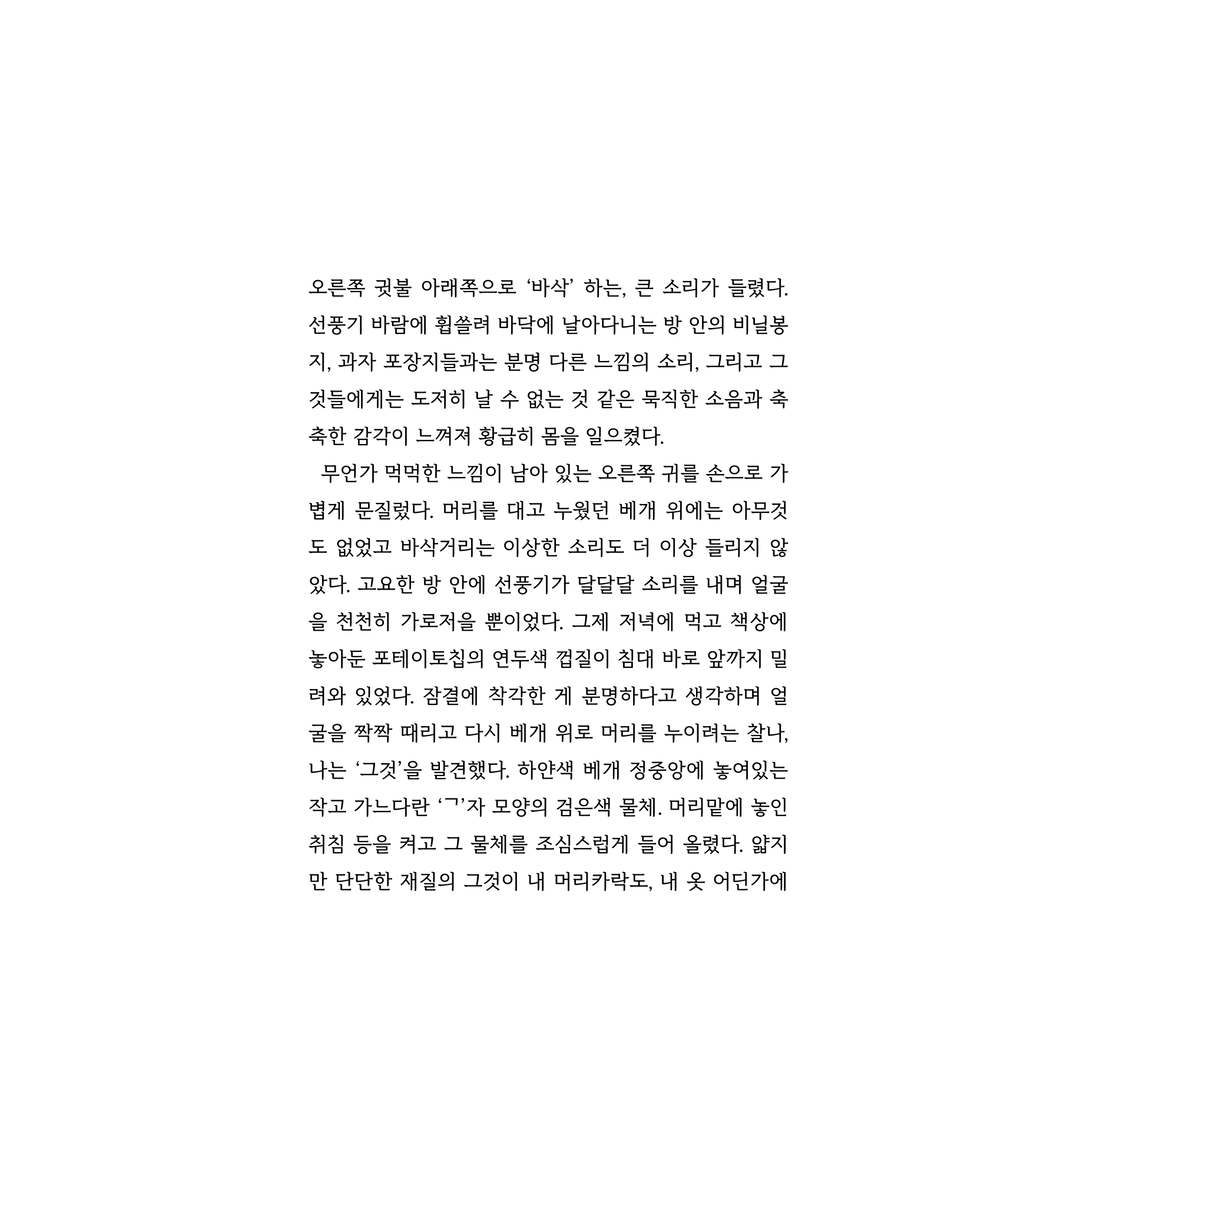 오른쪽 귓불 아래쪽으로 ‘바삭’ 하는, 큰 소리가 들렸다.
선풍기 바람에 휩쓸려 바닥에 날아다니는 방 안의 비닐봉
지, 과자 포장지들과는 분명 다른 느낌의 소리, 그리고 그
것들에게는 도저히 날 수 없는 것 같은 묵직한 소음과 축
축한 감각이 느껴져 황급히 몸을 일으켰다.
무언가 먹먹한 느낌이 남아 있는 오른쪽 귀를 손으로 가
볍게 문질렀다. 머리를 대고 누웠던 베개 위에는 아무것
도 없었고 바삭거리는 이상한 소리도 더 이상 들리지 않
았다. 고요한 방 안에 선풍기가 달달달 소리를 내며 얼굴
을 천천히 가로저을 뿐이었다. 그제 저녁에 먹고 책상에
놓아둔 포테이토칩의 연두색 껍질이 침대 바로 앞까지 밀
려와 있었다. 잠결에 착각한 게 분명하다고 생각하며 얼
굴을 짝짝 때리고 다시 베개 위로 머리를 누이려는 찰나,
나는 ‘그것’을 발견했다. 하얀색 베개 정중앙에 놓여있는
작고 가느다란 ‘ㄱ’자 모양의 검은색 물체. 머리맡에 놓인
취침 등을 켜고 그 물체를 조심스럽게 들어 올렸다. 얇지
만 단단한 재질의 그것이 내 머리카락도, 내 옷 어딘가에